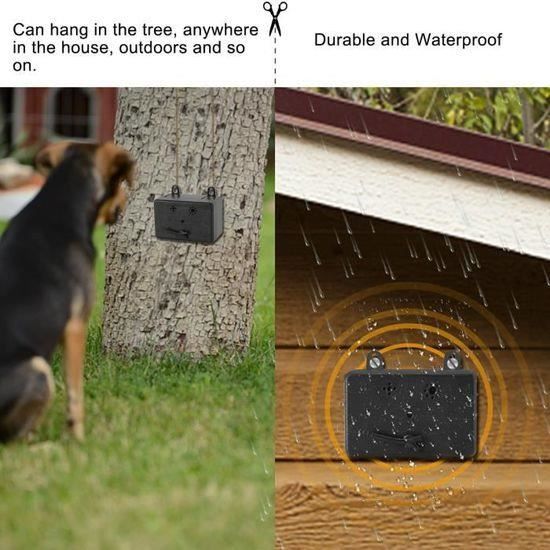 Can hang in the tree, anywhere
in the house, outdoors and so
on.
Durable and Waterproof